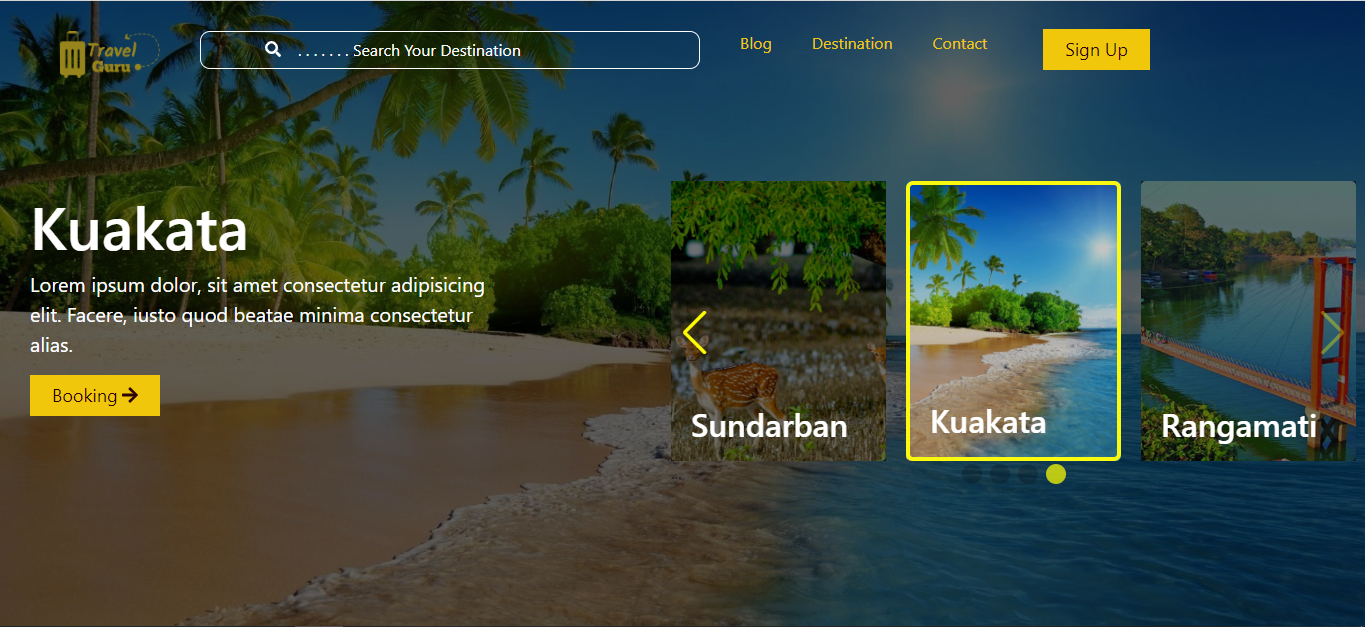 Travel
Guru
. . . . . . . Search Your Destination
Blog
Destination
Contact
Sign Up
Kuakata
Lorem ipsum dolor, sit amet consectetur adipisicing
elit. Facere, iusto quod beatae minima consectetur
alias.
Booking
Sundarban
Kuakata
Rangamati